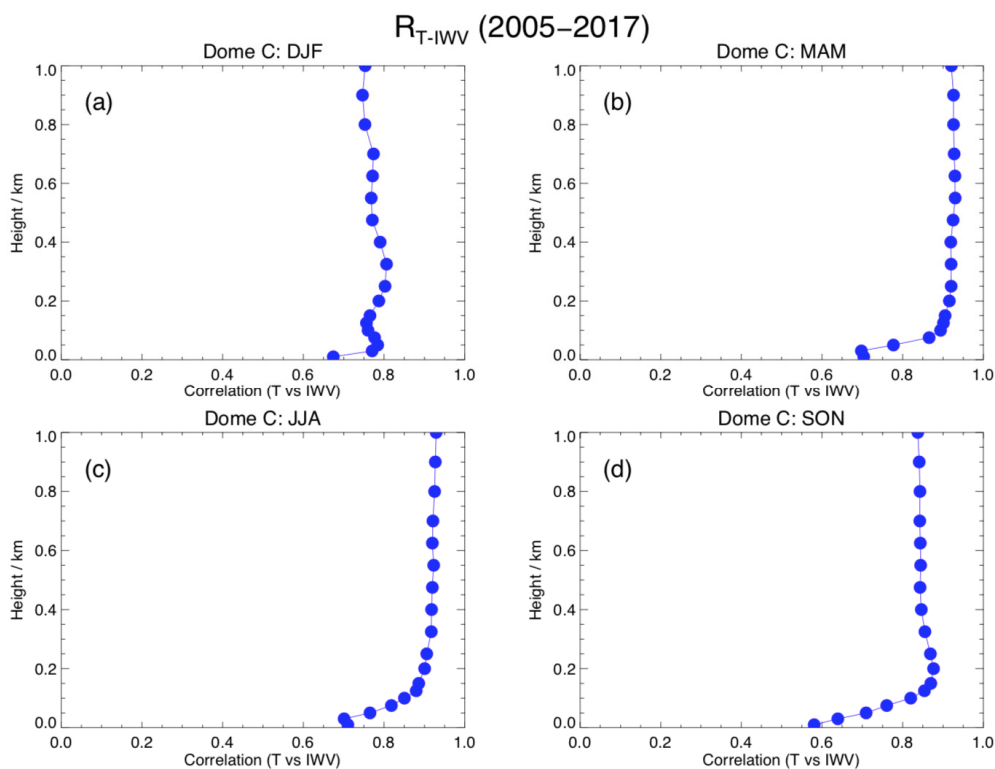 R_T-IWV (2005−2017)
Dome C: DJF
(a)
1.0
0.8
0.6
0.4
0.2
0.0
Height / km
0.0 0.2 0.4 0.6 0.8 1.0
Correlation (T vs IWV)
Dome C: MAM
(b)
1.0
0.8
0.6
0.4
0.2
0.0
Height / km
0.0 0.2 0.4 0.6 0.8 1.0
Correlation (T vs IWV)
Dome C: JJA
(c)
1.0
0.8
0.6
0.4
0.2
0.0
Height / km
0.0 0.2 0.4 0.6 0.8 1.0
Correlation (T vs IWV)
Dome C: SON
(d)
1.0
0.8
0.6
0.4
0.2
0.0
Height / km
0.0 0.2 0.4 0.6 0.8 1.0
Correlation (T vs IWV)